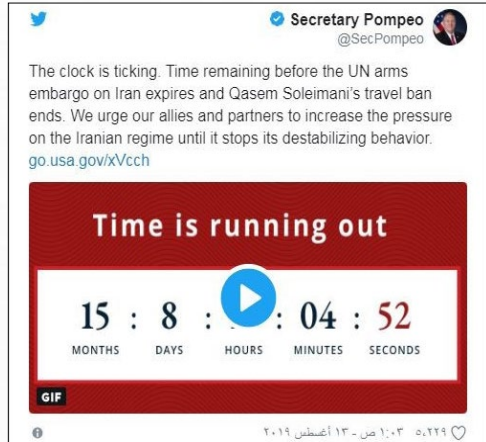 Secretary Pompeo
@SecPompeo
The clock is ticking. Time remaining before the UN arms
embargo on Iran expires and Qasem Soleimani's travel ban
ends. We urge our allies and partners to increase the pressure
on the Iranian regime until it stops its destabilizing behavior.
go.usa.gov/xVcch
Time is running out
15 : 8 : : 04 : 52
MONTHS DAYS HOURS MINUTES SECONDS
GIF
٥٬٢٢٩ ١:٠٣ ص - ١٣ أغسطس ٢٠١٩